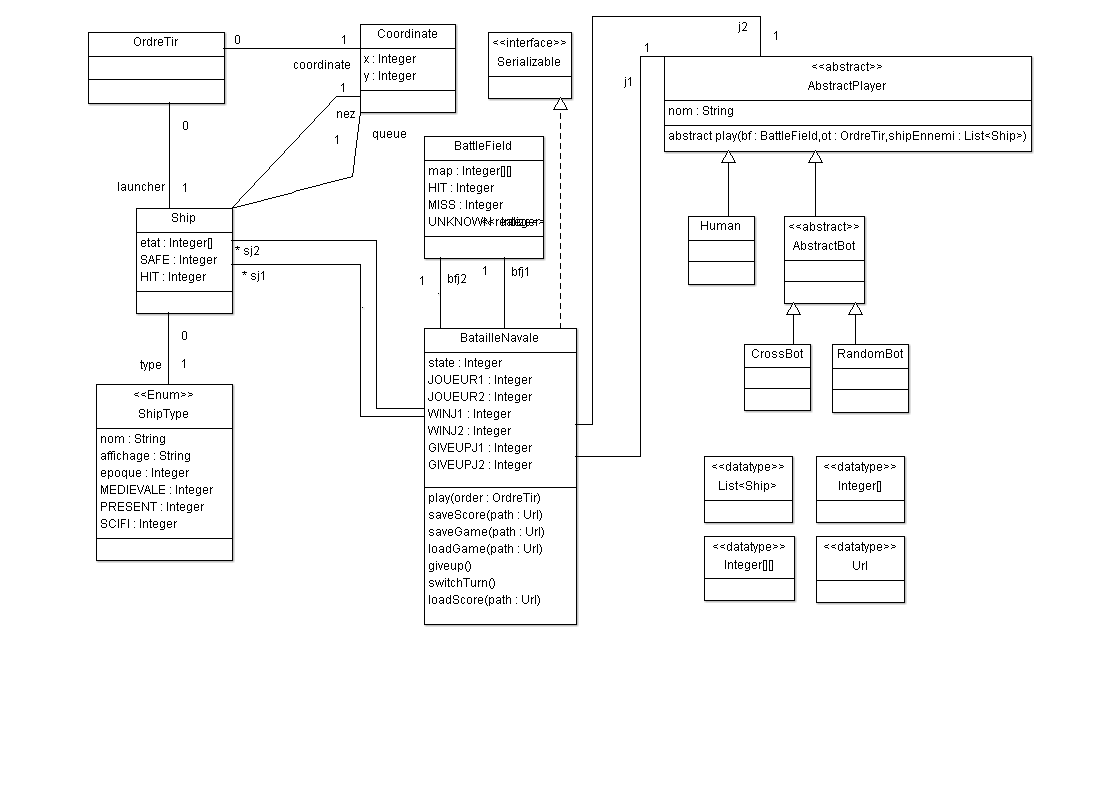 OrdreTir
0
1
coordinate
Coordinate
x : Integer
y : Integer
1
nez
1
queue
0
launcher
1
<<interface>>
Serializable
j2
1
1
j1
<<abstract>>
AbstractPlayer
nom : String
abstract play(bf : BattleField,ot : OrdreTir,shipEnnemi : List<Ship>)
BattleField
map : Integer[][]
HIT : Integer
MISS : Integer
UNKNOWN : Integer
<<realize>>
Ship
etat : Integer[]
SAFE : Integer
HIT : Integer
* sj2
* sj1
1
bfj2
1
bfj1
Human
<<abstract>>
AbstractBot
CrossBot
RandomBot
0
type
1
<<Enum>>
ShipType
nom : String
affichage : String
epoque : Integer
MEDIEVALE : Integer
PRESENT : Integer
SCIFI : Integer
BatailleNavale
state : Integer
JOUEUR1 : Integer
JOUEUR2 : Integer
WINJ1 : Integer
WINJ2 : Integer
GIVEUPJ1 : Integer
GIVEUPJ2 : Integer
play(order : OrdreTir)
saveScore(path : Url)
saveGame(path : Url)
loadGame(path : Url)
giveup()
switchTurn()
loadScore(path : Url)
<<datatype>>
List<Ship>
<<datatype>>
Integer[]
<<datatype>>
Integer[][]
<<datatype>>
Url